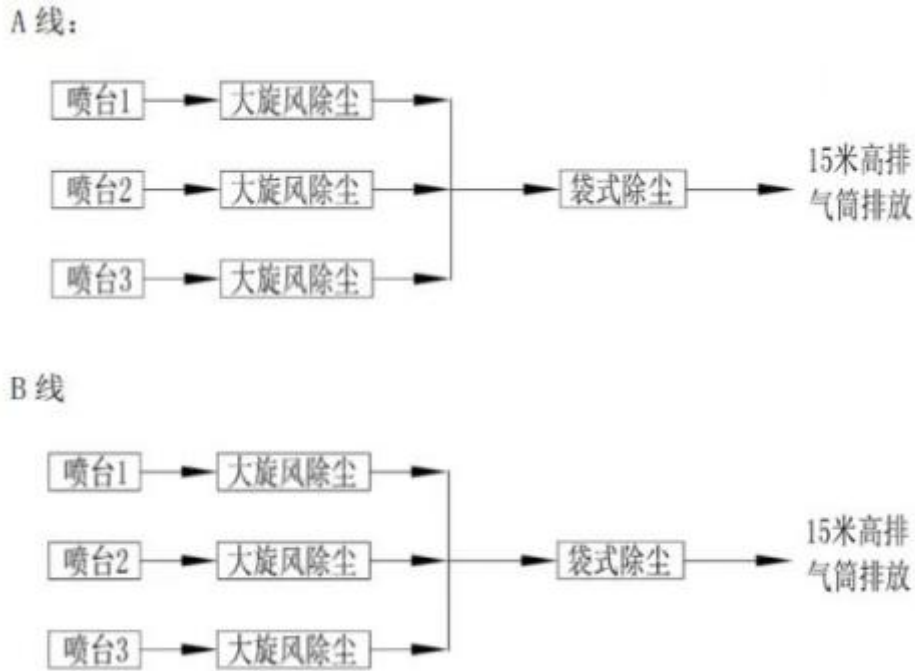 A线：
喷台1
大旋风除尘
喷台2
大旋风除尘
袋式除尘
15米高排
气筒排放
喷台3
大旋风除尘
B线
喷台1
大旋风除尘
喷台2
大旋风除尘
袋式除尘
15米高排
气筒排放
喷台3
大旋风除尘